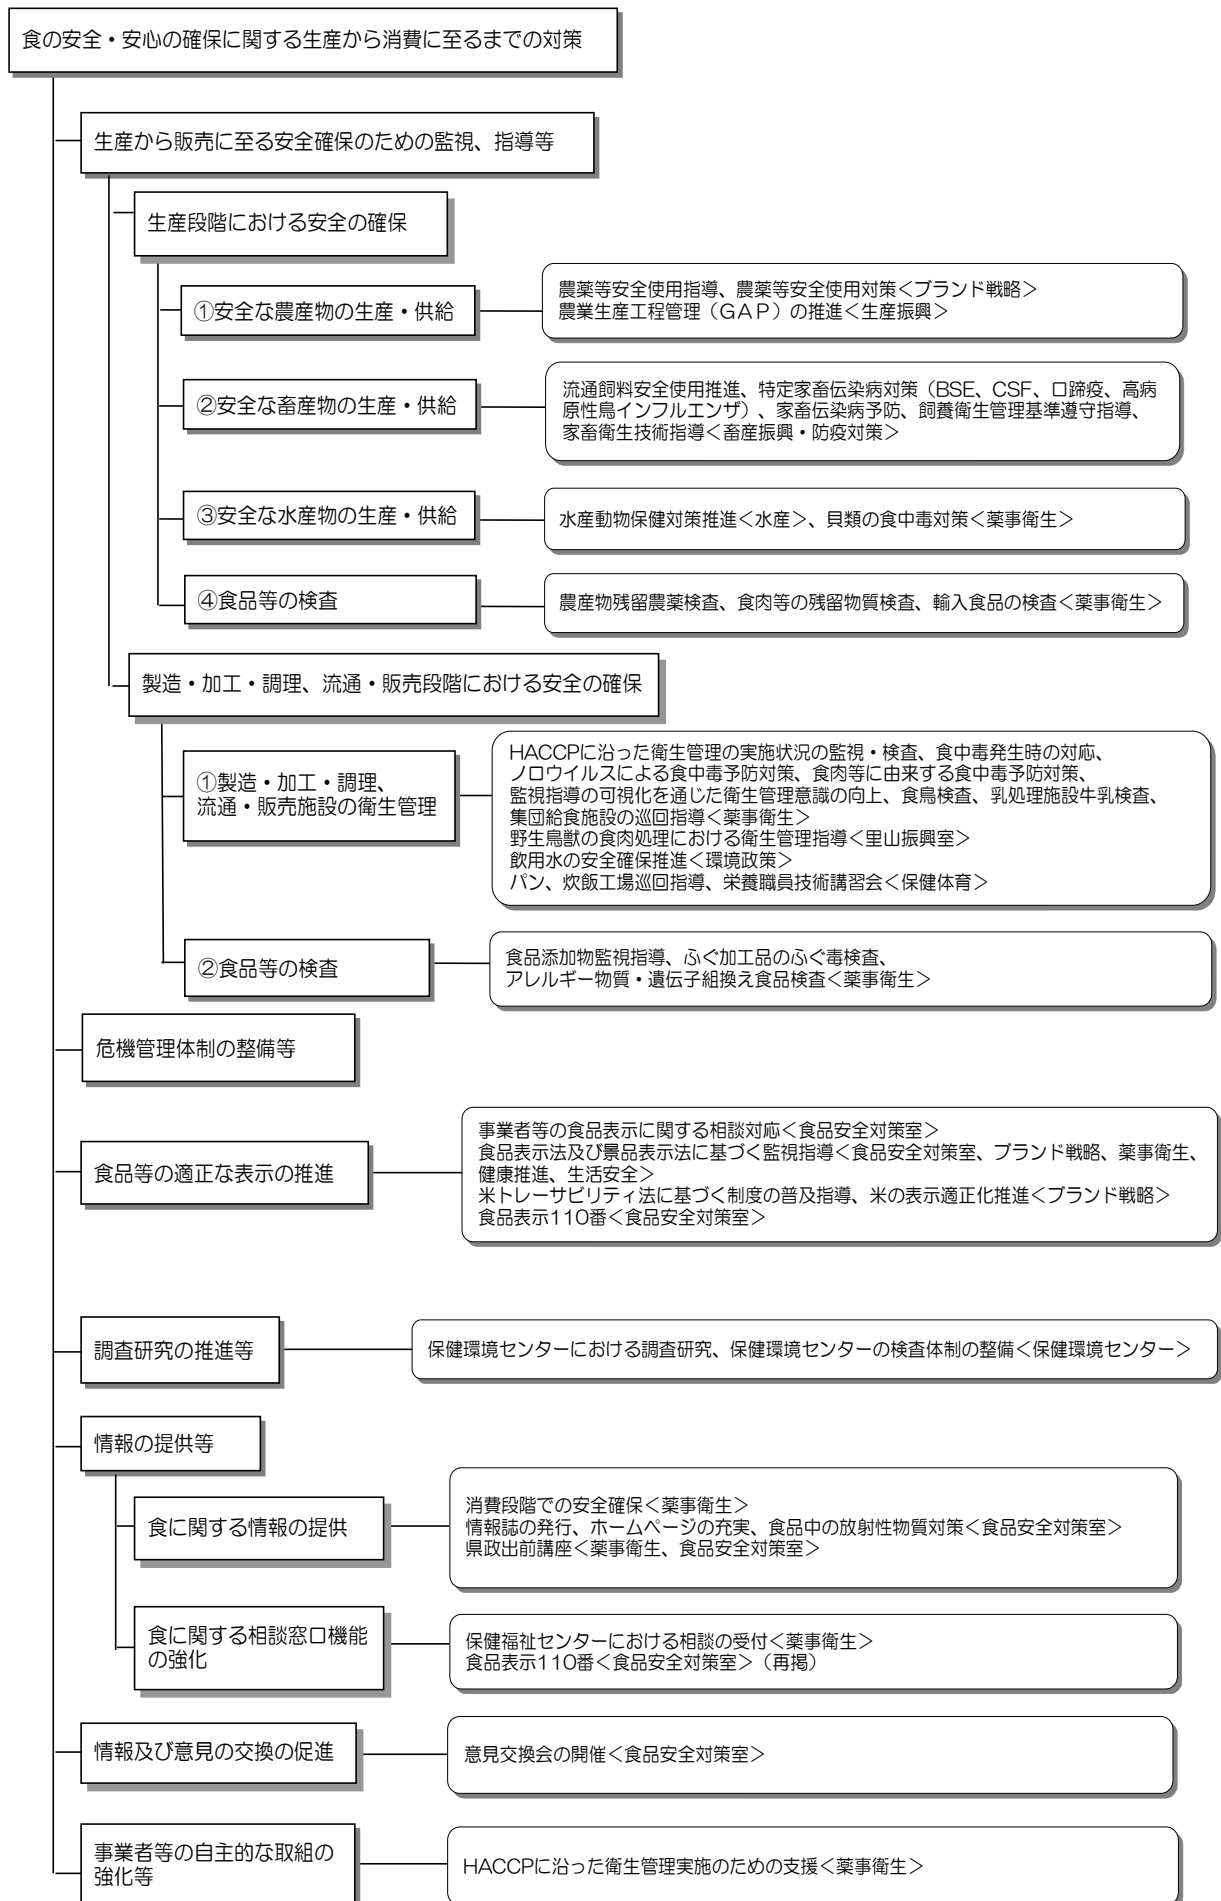 食の安全・安心の確保に関する生産から消費に至るまでの対策
生産から販売に至る安全確保のための監視、指導等
生産段階における安全の確保
①安全な農産物の生産・供給
農薬等安全使用指導、農薬等安全使用対策＜ブランド戦略＞
農業生産工程管理（ＧＡＰ）の推進＜生産振興＞
②安全な畜産物の生産・供給
流通飼料安全使用推進、特定家畜伝染病対策（BSE、CSF、口蹄疫、高病
原性鳥インフルエンザ）、家畜伝染病予防、飼養衛生管理基準遵守指導、
家畜衛生技術指導＜畜産振興・防疫対策＞
③安全な水産物の生産・供給
水産動物保健対策推進＜水産＞、貝類の食中毒対策＜薬事衛生＞
④食品等の検査
農産物残留農薬検査、食肉等の残留物質検査、輸入食品の検査＜薬事衛生＞
製造・加工・調理、流通・販売段階における安全の確保
①製造・加工・調理、
流通・販売施設の衛生管理
HACCPに沿った衛生管理の実施状況の監視・検査、食中毒発生時の対応、
ノロウイルスによる食中毒予防対策、食肉等に由来する食中毒予防対策、
監視指導の可視化を通じた衛生管理意識の向上、食鳥検査、乳処理施設牛乳検査、
集団給食施設の巡回指導＜薬事衛生＞
野生鳥獣の食肉処理における衛生管理指導＜里山振興室＞
飲用水の安全確保推進＜環境政策＞
パン、炊飯工場巡回指導、栄養職員技術講習会＜保健体育＞
②食品等の検査
食品添加物監視指導、ふぐ加工品のふぐ毒検査、
アレルギー物質・遺伝子組換え食品検査＜薬事衛生＞
危機管理体制の整備等
食品等の適正な表示の推進
事業者等の食品表示に関する相談対応＜食品安全対策室＞
食品表示法及び景品表示法に基づく監視指導＜食品安全対策室、ブランド戦略、薬事衛生、
健康推進、生活安全＞
米トレーサビリティ法に基づく制度の普及指導、米の表示適正化推進＜ブランド戦略＞
食品表示110番＜食品安全対策室＞
調査研究の推進等
保健環境センターにおける調査研究、保健環境センターの検査体制の整備＜保健環境センター＞
情報の提供等
食に関する情報の提供
消費段階での安全確保＜薬事衛生＞
情報誌の発行、ホームページの充実、食品中の放射性物質対策＜食品安全対策室＞
県政出前講座＜薬事衛生、食品安全対策室＞
食に関する相談窓口機能
の強化
保健福祉センターにおける相談の受付＜薬事衛生＞
食品表示110番＜食品安全対策室＞（再掲）
情報及び意見の交換の促進
意見交換会の開催＜食品安全対策室＞
事業者等の自主的な取組の
強化等
HACCPに沿った衛生管理実施のための支援＜薬事衛生＞